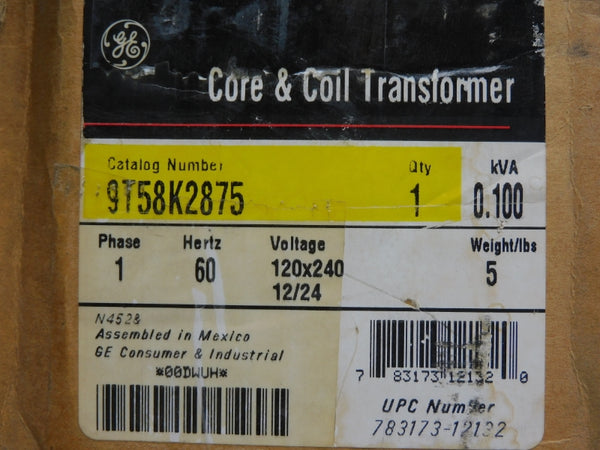 GE
Core & Coil Transformer
Catalog Number Qty kVA
9T58K2875 1 0.100
Phase Hertz Voltage Weight/lbs
1 60 120x240 5
12/24
N4528
Assembled in Mexico
GE Consumer & Industrial
*00DWUH*
7 83173 12132 0
UPC Number
783173-12132